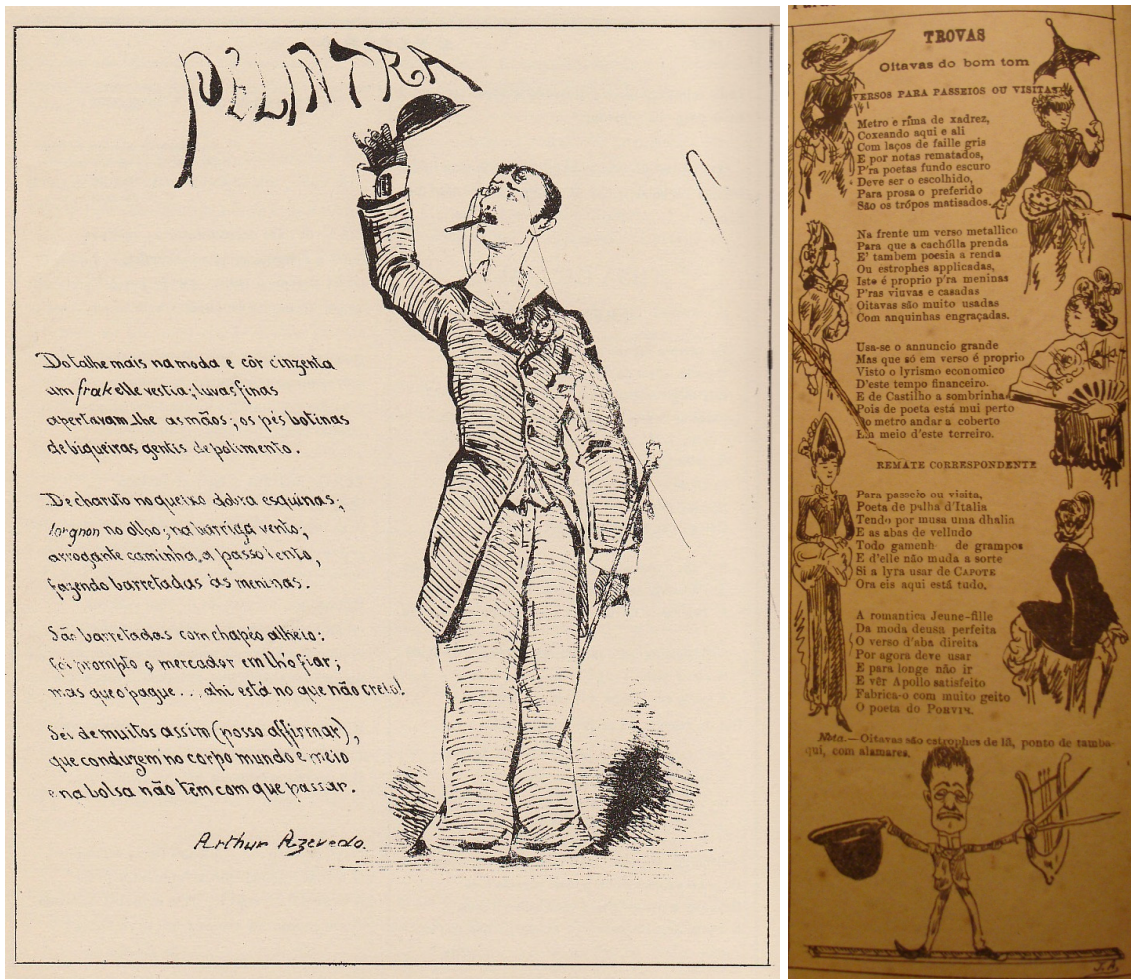 PELINTRA
Do talhe mais na moda e côr cinzenta
um frak elle vestia; luvas finas
apertavam-lhe as mãos; os pés botinas
de biqueiras gentis de polimento.
De charuto no queixo dobra esquinas;
lorgnon no olho; na barriga vento;
arrogante caminha, a passo lento,
fazendo barretadas ás meninas.
São barretadas com chapeo alheio:
foi prompto o mercador em lh'o fiar;
mas que o pague... ahi está no que não creio!
Sei de muitos assim (posso affirmar),
que conduzem no corpo mundo e meio
e na bolsa não têm com que passar.
Arthur Azevedo.
TROVAS
Oitavas do bom tom
VERSOS PARA PASSEIOS OU VISITAS
Metro e rima de xadrez,
Coxeando aqui e ali
Com laços de faille gris
E por notas rematados,
P'ra poetas fundo escuro
Deve ser o escolhido,
Para prosa o preferido
São os trópos matisados.
Na frente um verso metallico
Para que a cachólla prenda
E' tambem poesia a renda
Ou estrophes applicadas,
Isto é proprio p'ra meninas
P'ras viuvas e casadas
Oitavas são muito usadas
Com anquinhas engraçadas.
Usa-se o annuncio grande
Mas que só em verso é proprio
Visto o lyrismo economico
D'este tempo financeiro.
E de Castilho a sombrinha
Pois de poeta está mui perto
o metro andar a coberto
Em meio d'este terreiro.
REMATE CORRESPONDENTE
Para passeio ou visita,
Poeta de palha d'Italia
Tendo por musa uma dhalia
E as abas de velludo
Todo gamenh de grampos
E d'elle não muda a sorte
Si a lyra usar de CAPOTE
Ora eis aqui está tudo.
A romantica Jeune-fille
Da moda deusa perfeita
O verso d'aba direita
Por agora deve usar
E para longe não ir
E vêr Apollo satisfeito
Fabrica-o com muito geito
O poeta do PORVIR.
Nota.—Oitavas são estrophes de lã, ponto de tamba-
qui, com alamares.